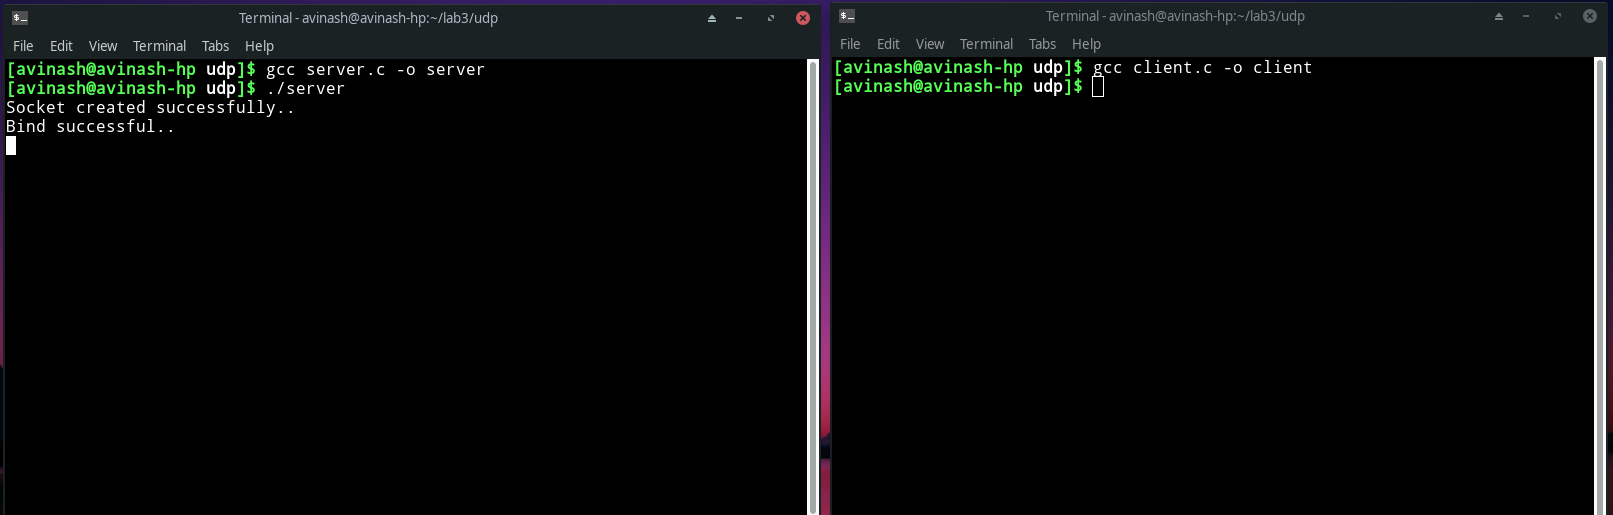 Terminal - avinash@avinash-hp:~/lab3/udp
File Edit View Terminal Tabs Help
[avinash@avinash-hp udp]$ gcc server.c -o server
[avinash@avinash-hp udp]$ ./server
Socket created successfully..
Bind successful..
Terminal - avinash@avinash-hp:~/lab3/udp
File Edit View Terminal Tabs Help
[avinash@avinash-hp udp]$ gcc client.c -o client
[avinash@avinash-hp udp]$